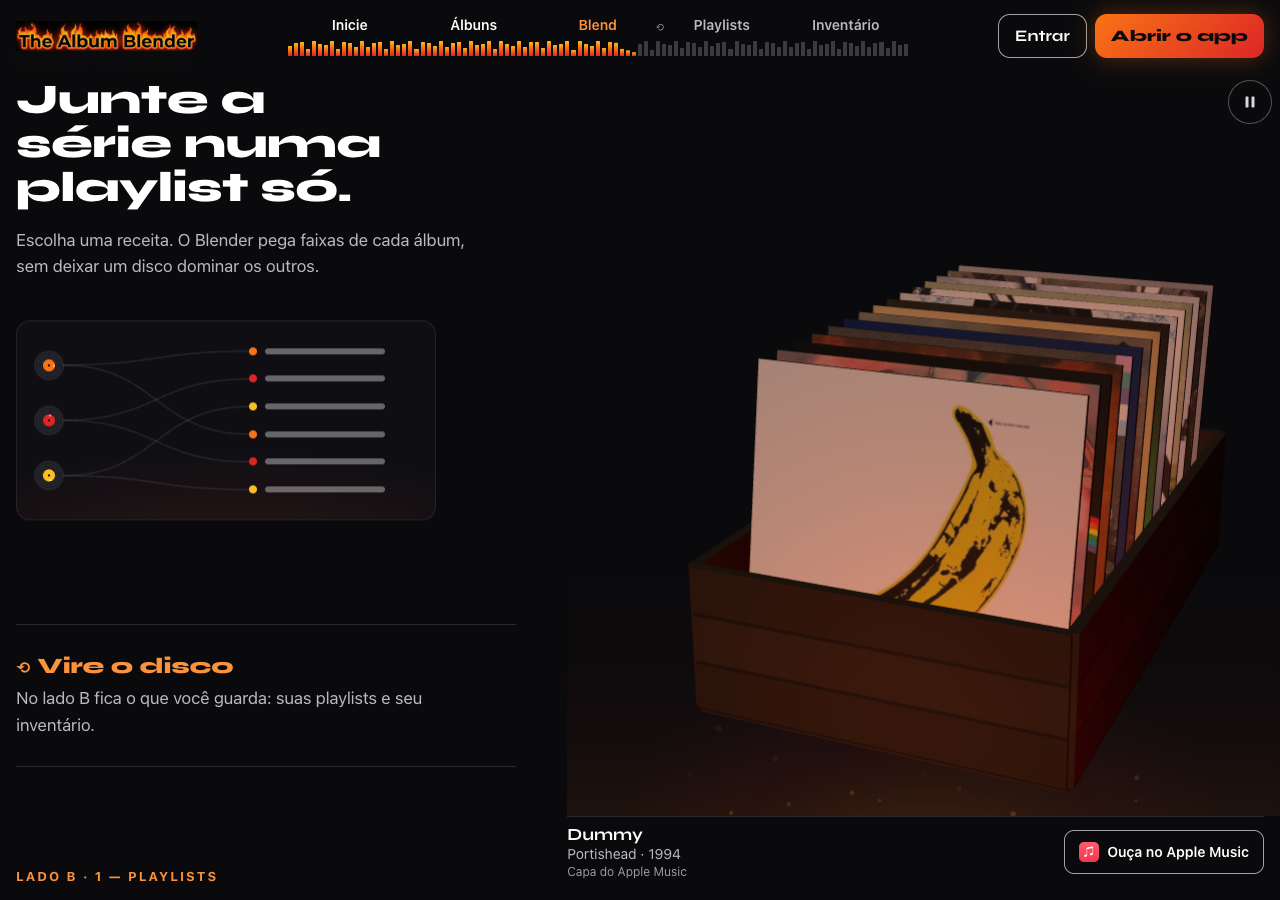 The Album Blender
Inicie
Álbuns
Blend
Playlists
Inventário
Entrar
Abrir o app
Junte a
série numa
playlist só.
Escolha uma receita. O Blender pega faixas de cada álbum,
sem deixar um disco dominar os outros.
Vire o disco
No lado B fica o que você guarda: suas playlists e seu
inventário.
LADO B · 1 — PLAYLISTS
Dummy
Portishead · 1994
Capa do Apple Music
Ouça no Apple Music